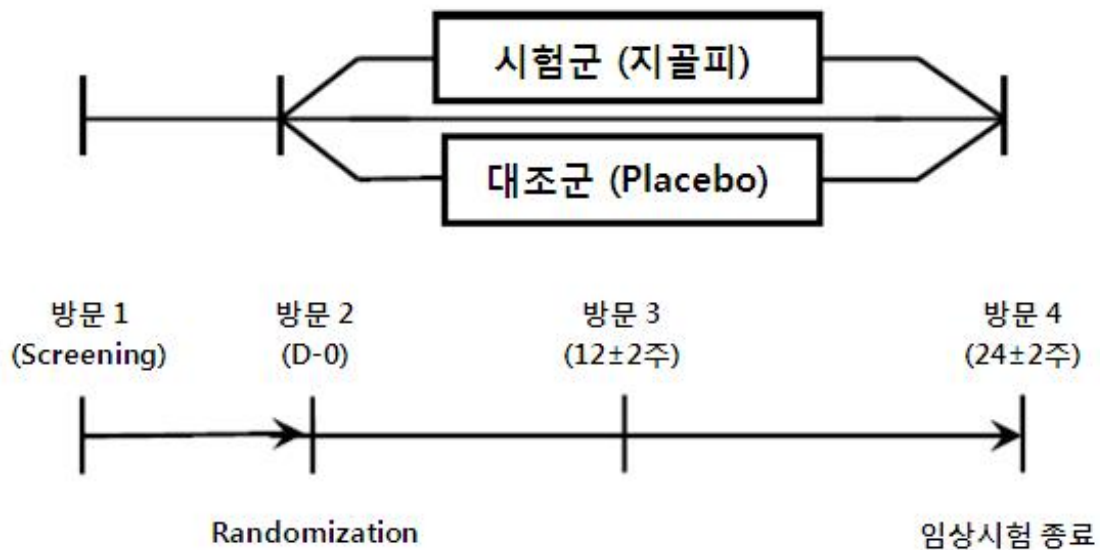 시험군 (지골피)
대조군 (Placebo)
방문 1
(Screening)
방문 2
(D-0)
방문 3
(12±2주)
방문 4
(24±2주)
Randomization
임상시험 종료